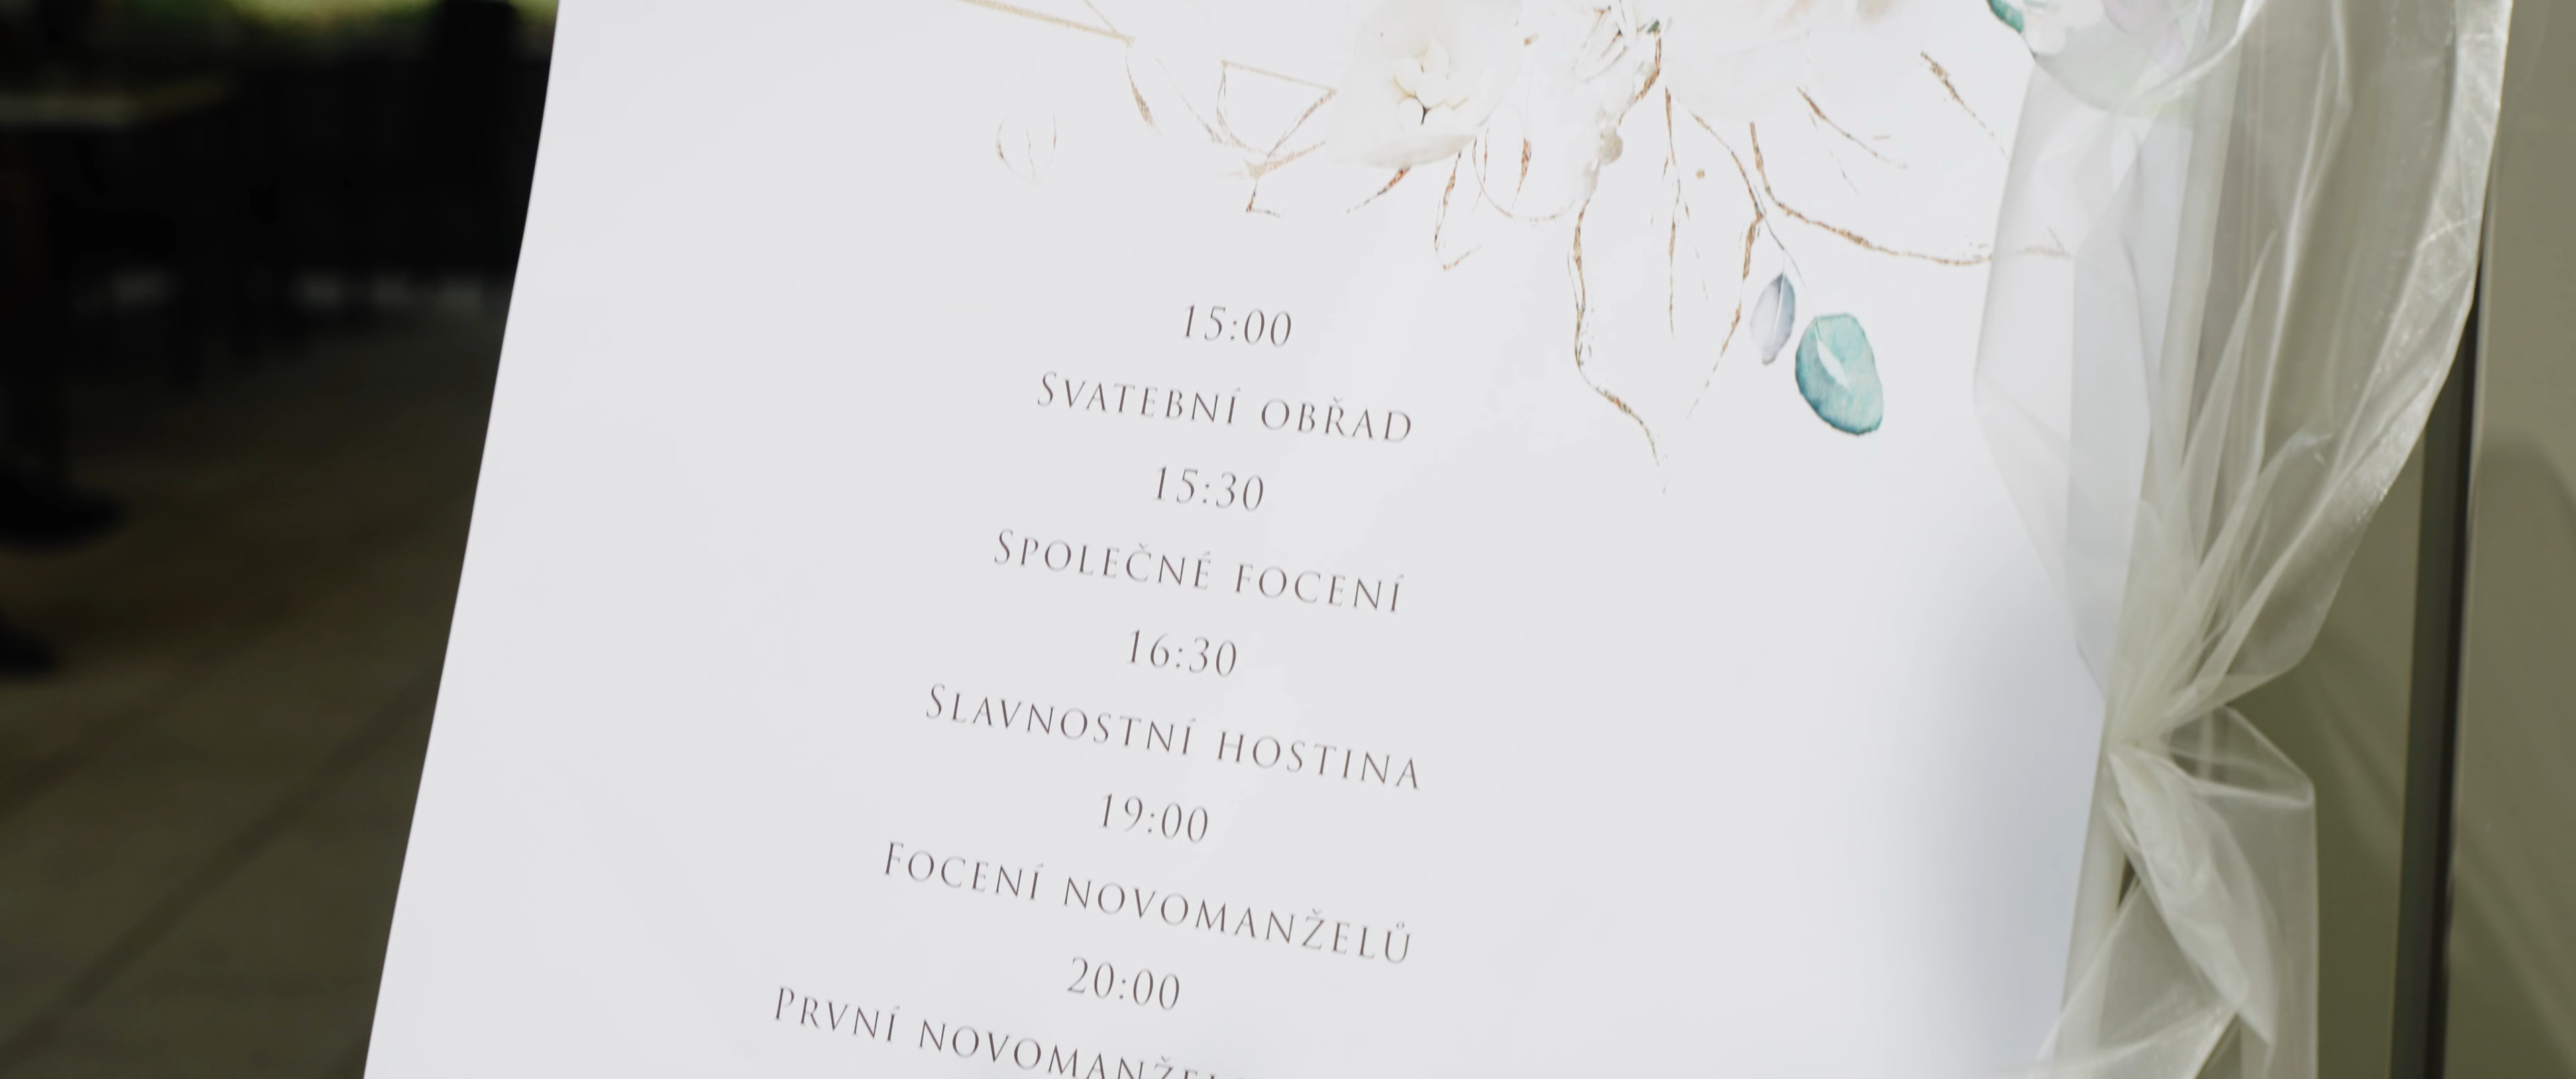 15:00
Svatební obřad
15:30
Společné focení
16:30
Slavnostní hostina
19:00
Focení novomanželů
20:00
První